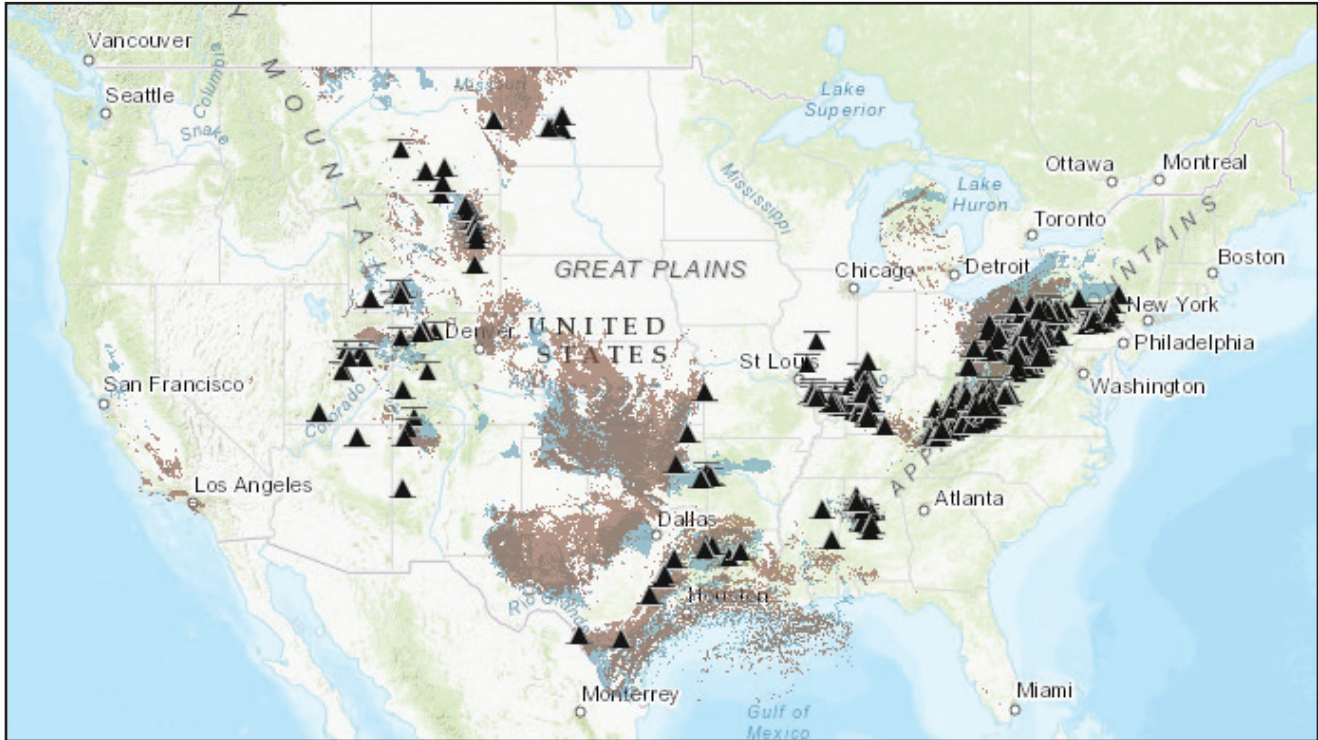 Vancouver
Seattle
Columbia
Snake
Missouri
Lake
Superior
Ottawa
Montreal
Lake
Huron
Toronto
Mississippi
Boston
GREAT PLAINS
Chicago
Detroit
New York
Denver
UNITED
STATES
Philadelphia
St Louis
Washington
San Francisco
Colorado
Los Angeles
Atlanta
Dallas
Houston
Rio Grande
Monterrey
Miami
Gulf of
Mexico